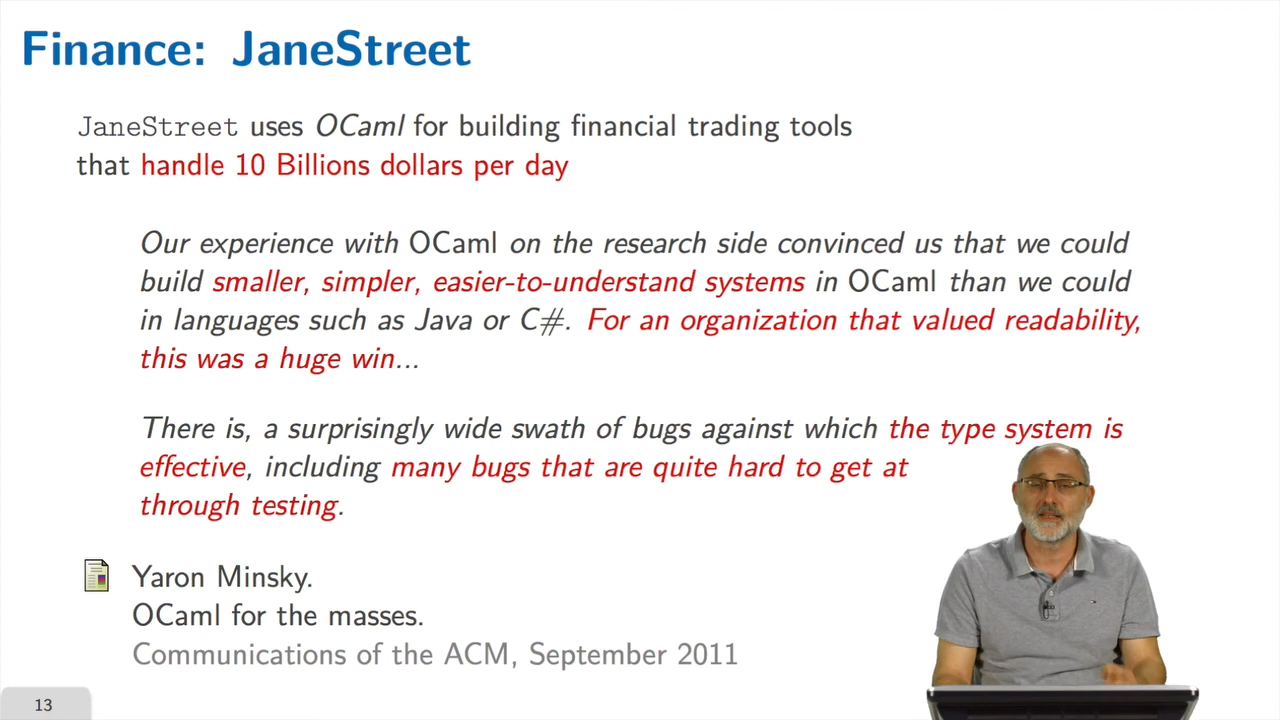 Finance: JaneStreet
JaneStreet uses OCaml for building financial trading tools
that handle 10 Billions dollars per day
Our experience with OCaml on the research side convinced us that we could
build smaller, simpler, easier-to-understand systems in OCaml than we could
in languages such as Java or C#. For an organization that valued readability,
this was a huge win...
There is, a surprisingly wide swath of bugs against which the type system is
effective, including many bugs that are quite hard to get at
through testing.
Yaron Minsky.
OCaml for the masses.
Communications of the ACM, September 2011
13